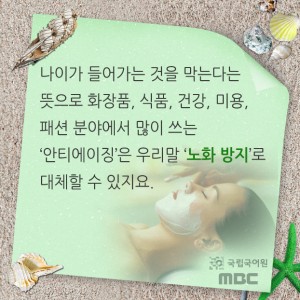 나이가 들어가는 것을 막는다는
뜻으로 화장품, 식품, 건강, 미용,
패션 분야에서 많이 쓰는
‘안티에이징’은 우리말 ‘노화 방지’로
대체할 수 있지요.
국립국어원
MBC